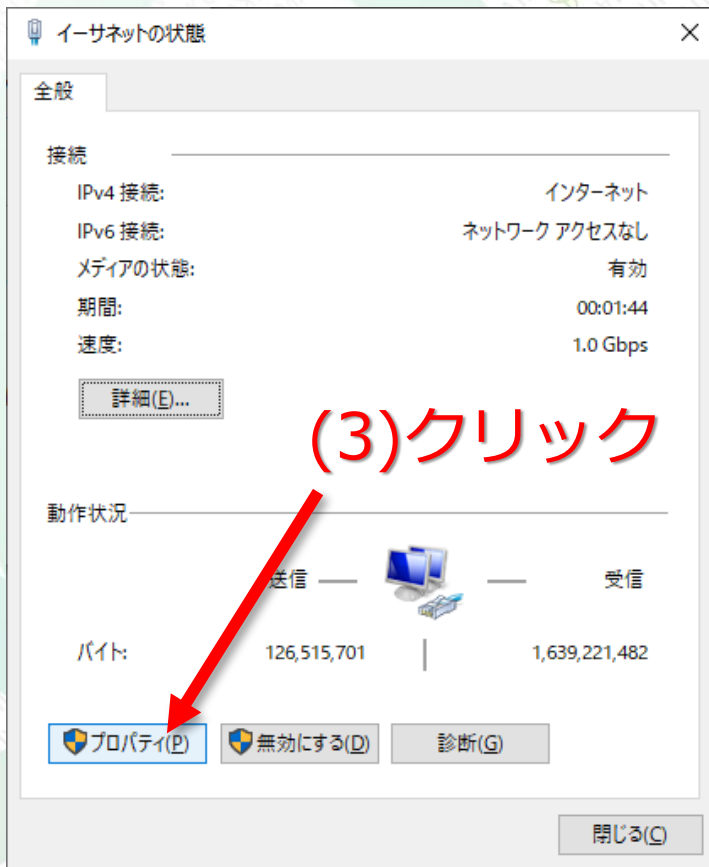 イーサネットの状態
全般
接続
IPv4 接続: インターネット
IPv6 接続: ネットワーク アクセスなし
メディアの状態: 有効
期間: 00:01:44
速度: 1.0 Gbps
詳細(E)...
(3)クリック
動作状況
送信 受信
バイト: 126,515,701 1,639,221,482
プロパティ(P) 無効にする(D) 診断(G)
閉じる(C)